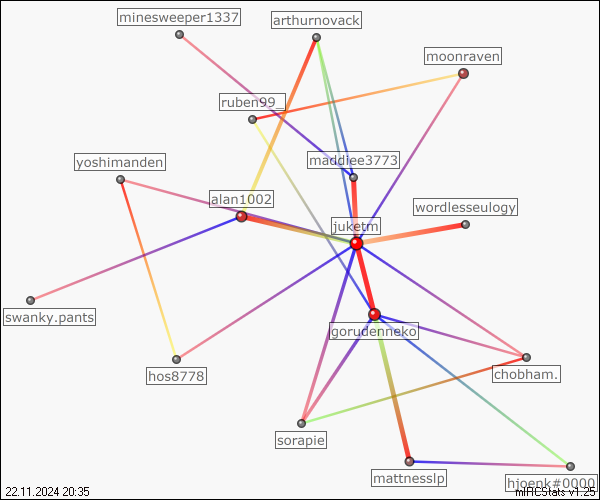 minesweeper1337
arthurnovack
moonraven
ruben99_
maddiee3773
yoshimanden
alan1002
wordlesseulogy
juketm
swanky.pants
gorudenneko
hos8778
chobham.
sorapie
mattnesslp
hjoenk#0000
22.11.2024 20:35
mIRCStats v1.25